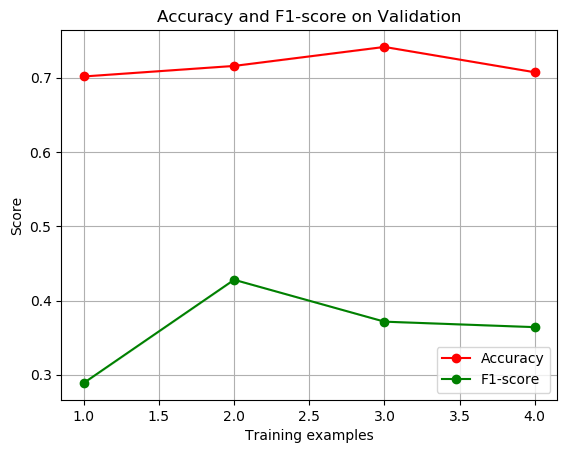 Accuracy and F1-score on Validation
Score
0.7
0.6
0.5
0.4
0.3
Accuracy
F1-score
1.0 1.5 2.0 2.5 3.0 3.5 4.0
Training examples